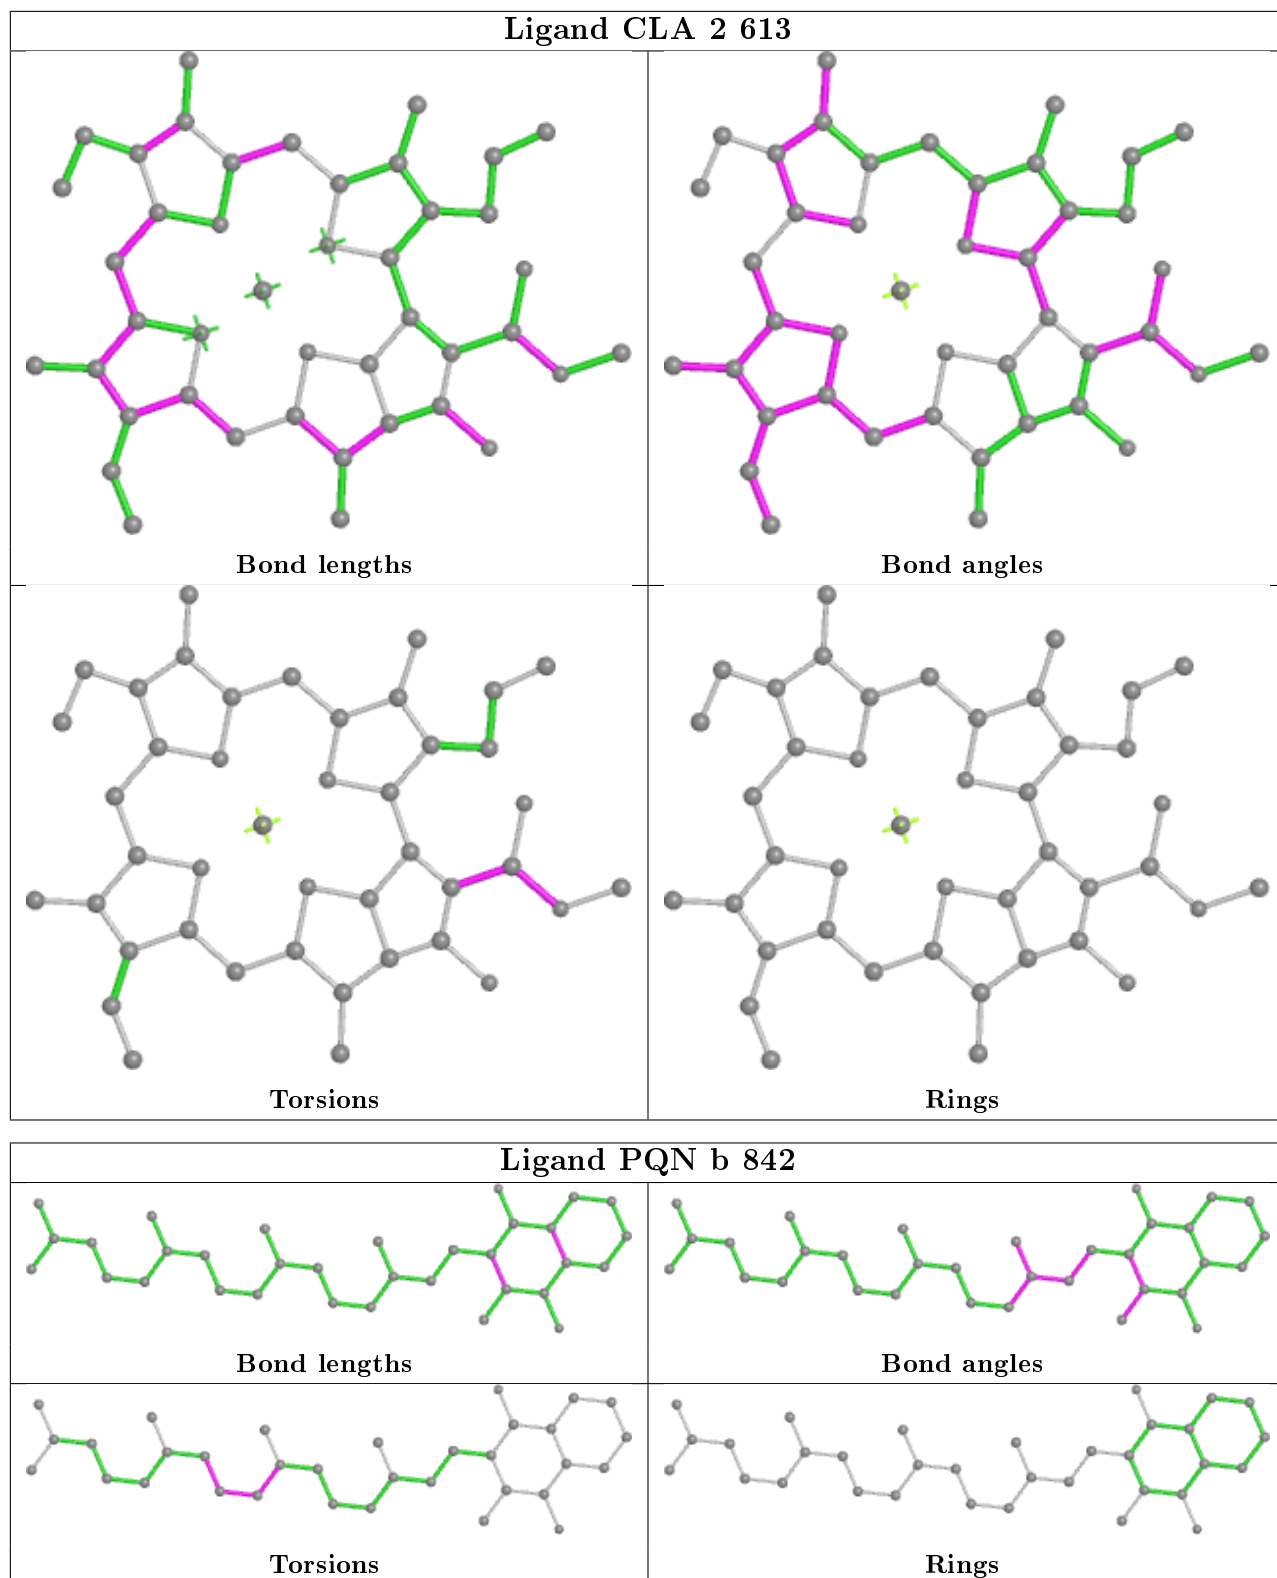 Ligand CLA 2 613
Bond lengths
Bond angles
Torsions
Rings
Ligand PQN b 842
Bond lengths
Bond angles
Torsions
Rings